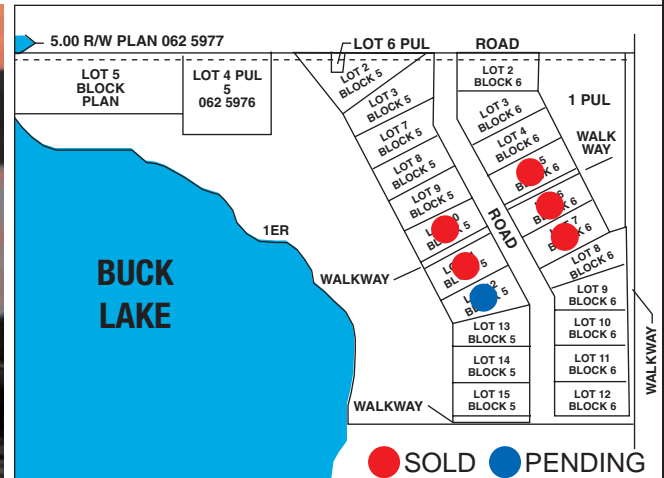 5.00 R/W PLAN 062 5977
LOT 6 PUL
ROAD
LOT 5
BLOCK
PLAN
LOT 4 PUL
5
062 5976
LOT 2
BLOCK 5
LOT 3
BLOCK 5
LOT 7
BLOCK 5
LOT 8
BLOCK 5
LOT 9
BLOCK 5
5
5
5
LOT 13
BLOCK 5
LOT 14
BLOCK 5
LOT 15
BLOCK 5
ROAD
LOT 2
BLOCK 6
LOT 3
BLOCK 6
LOT 4
BLOCK 6
5
6
6
6
7
6
LOT 8
BLOCK 6
LOT 9
BLOCK 6
LOT 10
BLOCK 6
LOT 11
BLOCK 6
LOT 12
BLOCK 6
1 PUL
WALK
WAY
1ER
WALKWAY
BUCK
LAKE
WALKWAY
WALKWAY
SOLD
PENDING